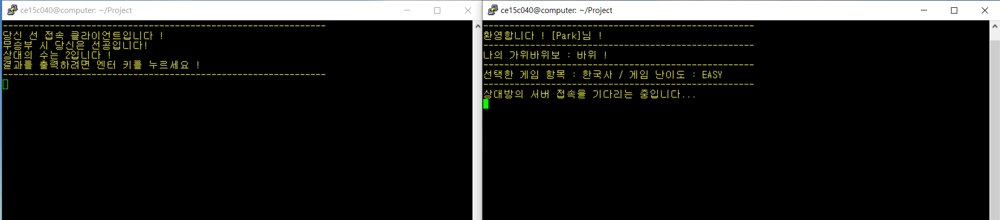 ce15c040@computer: ~/Project
------------------------------------------------------------
당신 선 접속 클라이언트입니다 !
무승부 시 당신은 선공입니다!
상대의 수는 2입니다 !
결과를 출력하려면 엔터 키를 누르세요 !
------------------------------------------------------------
ce15c040@computer: ~/Project
----------------------------------------------------
환영합니다 ! [Park]님 !
----------------------------------------------------
나의 가위바위보 : 바위 !
----------------------------------------------------
선택한 게임 항목 : 한국사 / 게임 난이도 : EASY
----------------------------------------------------
상대방의 서버 접속을 기다리는 중입니다...